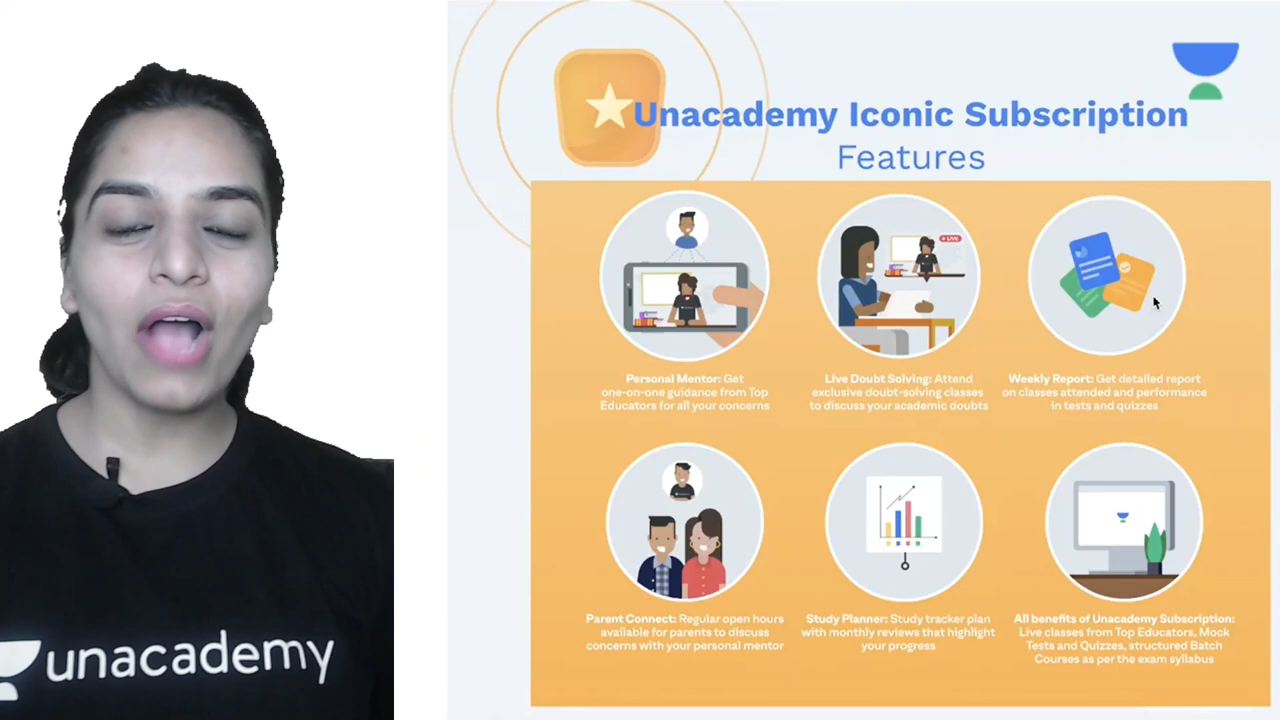 Unacademy Iconic Subscription
Features
LIVE
Personal Mentor: Get
one-on-one guidance from Top
Educators for all your concerns
Live Doubt Solving: Attend
exclusive doubt-solving classes
to discuss your academic doubts
Weekly Report: Get detailed report
on classes attended and performance
in tests and quizzes
Parent Connect: Regular open hours
available for parents to discuss
concerns with your personal mentor
Study Planner: Study tracker plan
with monthly reviews that highlight
your progress
All benefits of Unacademy Subscription:
Live classes from Top Educators, Mock
Tests and Quizzes, structured Batch
Courses as per the exam syllabus
unacademy